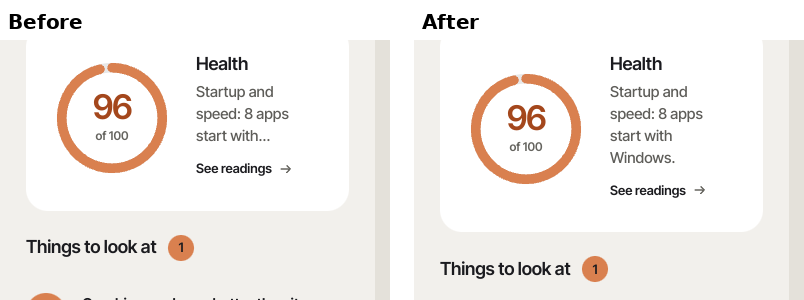 Before
Health
Startup and
speed: 8 apps
start with...
96
of 100
See readings →
Things to look at 1
After
Health
Startup and
speed: 8 apps
start with
Windows.
96
of 100
See readings →
Things to look at 1